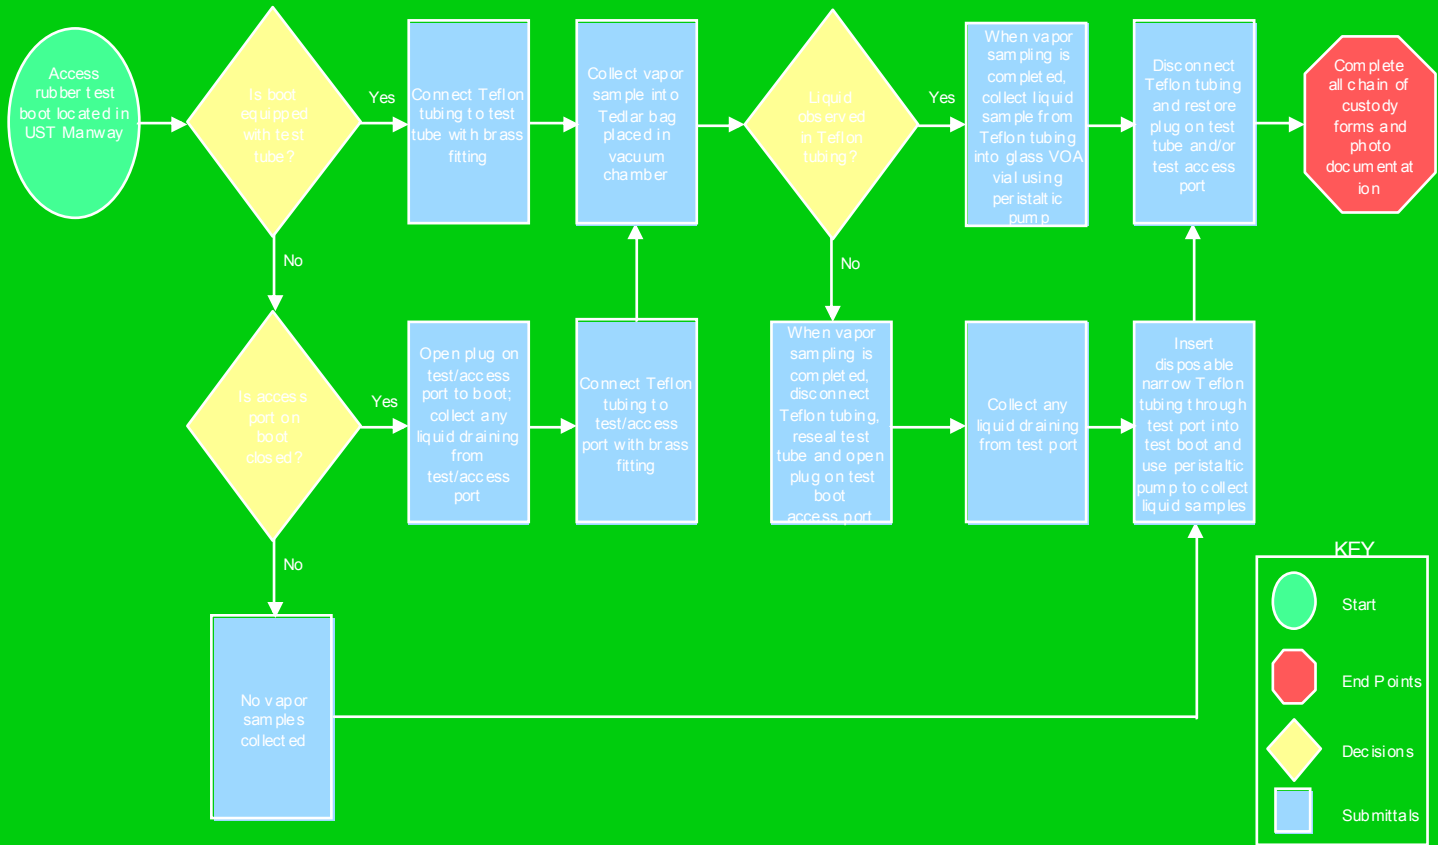 Access
rubber test
boot located in
UST Manway
Is boot
equipped
with test
tube?
Yes
Connect Teflon
tubing to test
tube with brass
fitting
Collect vapor
sample into
Tedlar bag
placed in
vacuum
chamber
Liquid
observed
in Teflon
tubing?
Yes
When vapor
sampling is
completed,
collect liquid
sample from
Teflon tubing
into glass VOA
vial using
peristaltic
pump
Disconnect
Teflon tubing
and restore
plug on test
tube and/or
test access
port
Complete
all chain of
custody
forms and
photo
documentat
ion
No
No
Is access
port on
boot
closed?
Yes
Open plug on
test/access
port to boot;
collect any
liquid draining
from
test/access
port
Connect Teflon
tubing to
test/access
port with brass
fitting
When vapor
sampling is
completed,
disconnect
Teflon tubing,
reseal test
tube and open
plug on test
boot
access port
Collect any
liquid draining
from test port
Insert
disposable
narrow Teflon
tubing through
test port into
test boot and
use peristaltic
pump to collect
liquid samples
No
No vapor
samples
collected
KEY
Start
End Points
Decisions
Submittals